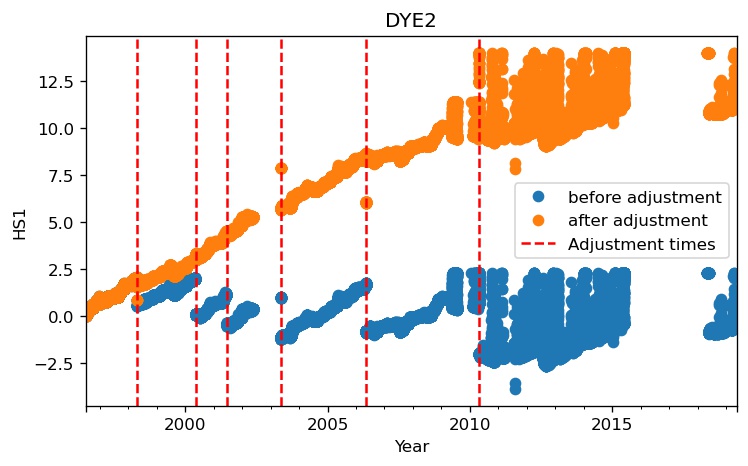 DYE2
12.5
10.0
7.5
5.0
2.5
0.0
−2.5
HS1
before adjustment
after adjustment
Adjustment times
2000
2005
2010
2015
Year